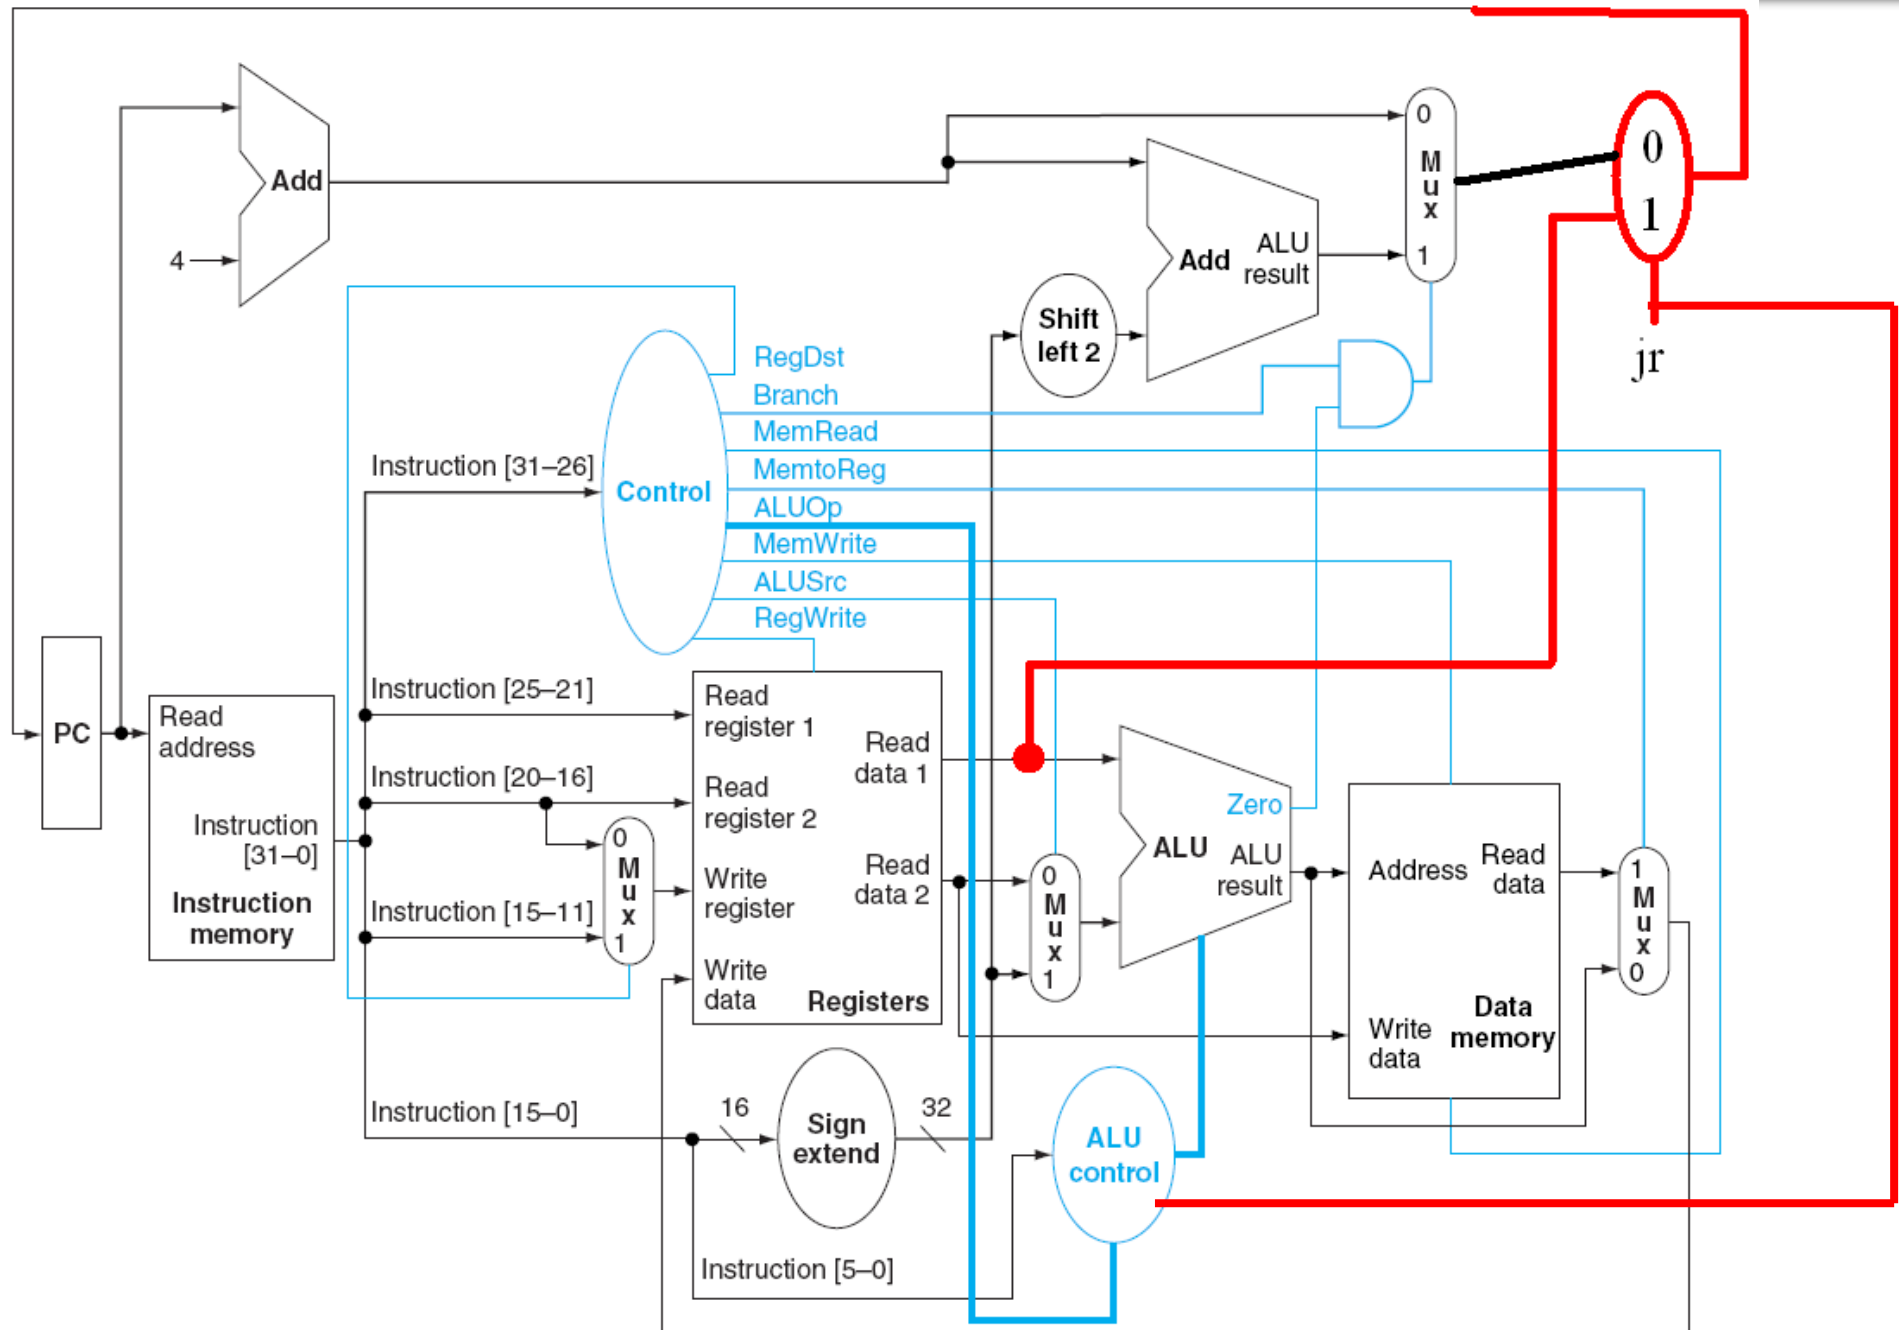 0
M
u
x
1
0
1
Add
4
Add
ALU
result
Shift
left 2
jr
RegDst
Branch
MemRead
MemtoReg
ALUOp
MemWrite
ALUSrc
RegWrite
Control
Instruction [31–26]
Instruction [25–21]
Instruction [20–16]
Instruction [15–11]
Instruction [15–0]
Instruction [5–0]
PC
Read
address
Instruction
[31–0]
Instruction
memory
0
M
u
x
1
Read
register 1
Read
register 2
Write
register
Write
data
Read
data 1
Read
data 2
Registers
0
M
u
x
1
Zero
ALU
ALU
result
Address
Read
data
Write
data
Data
memory
1
M
u
x
0
16
Sign
extend
32
ALU
control